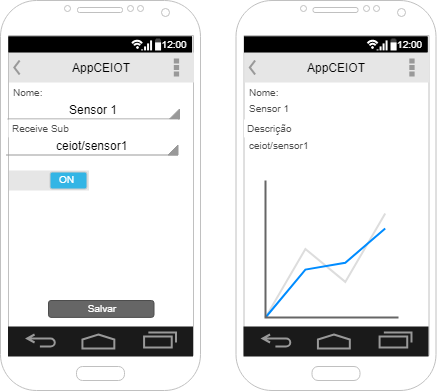 12:00
AppCEIOT
Nome:
Sensor 1
Receive Sub
ceiot/sensor1
ON
Salvar
12:00
AppCEIOT
Nome:
Sensor 1
Descrição
ceiot/sensor1